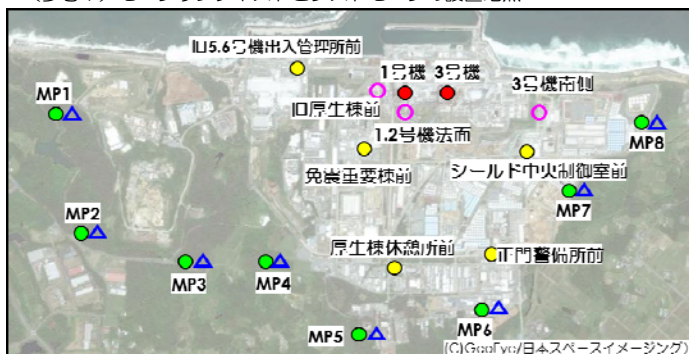 旧5.6号機出入管理所前
1号機
3号機
3号機南側
MP1
旧厚生棟前
1.2号機法面
MP8
免震重要棟前
シールド中央制御室前
MP7
MP2
厚生棟休憩所前
正門警備所前
MP3
MP4
MP5
MP6
(C)GeoEye/日本スペースイメージング)